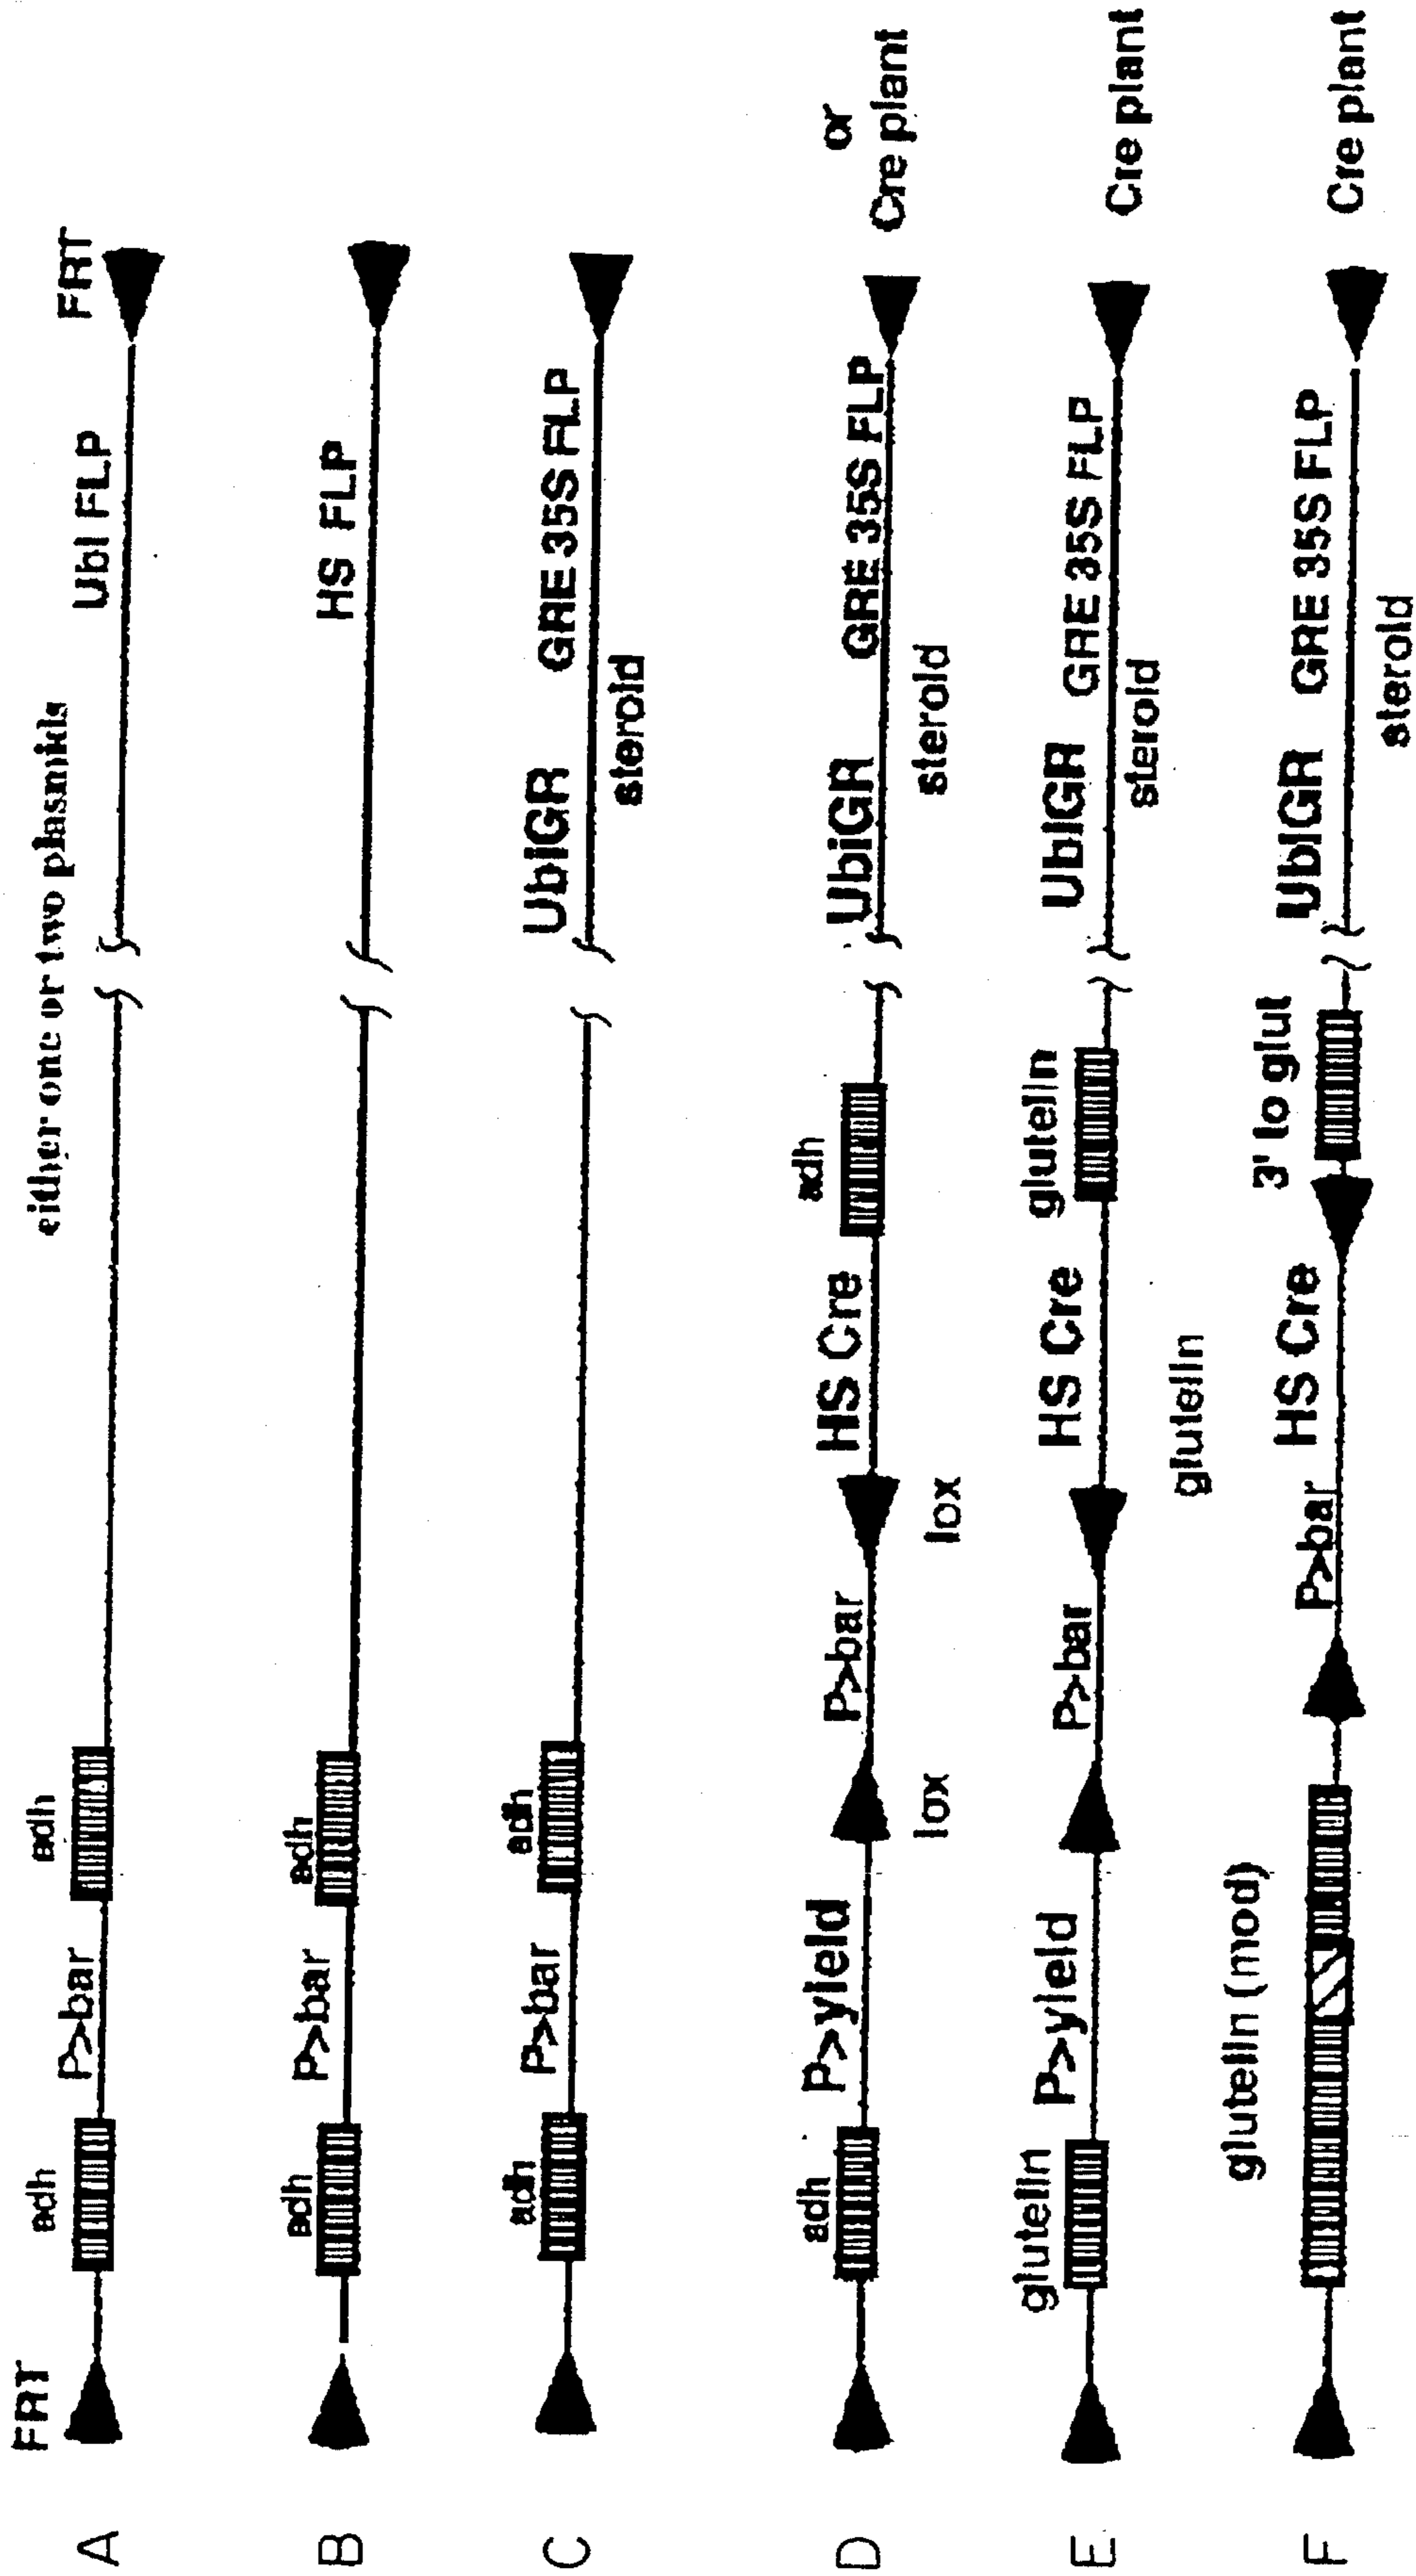 either one or two plasmids
FRT adh P>bar adh Ubi FLP FRT
A
adh P>bar adh HS FLP
B
adh P>bar adh UbiGR GRE 35S FLP
steroid
C
adh P>yield P>bar HS Cre adh UbiGR GRE 35S FLP or
Cre plant
lox lox steroid
D
glutelin P>yield P>bar HS Cre glutelin UbiGR GRE 35S FLP Cre plant
steroid
E
glutelin
glutelin (mod) P>bar HS Cre 3' to glut UbiGR GRE 35S FLP Cre plant
steroid
F